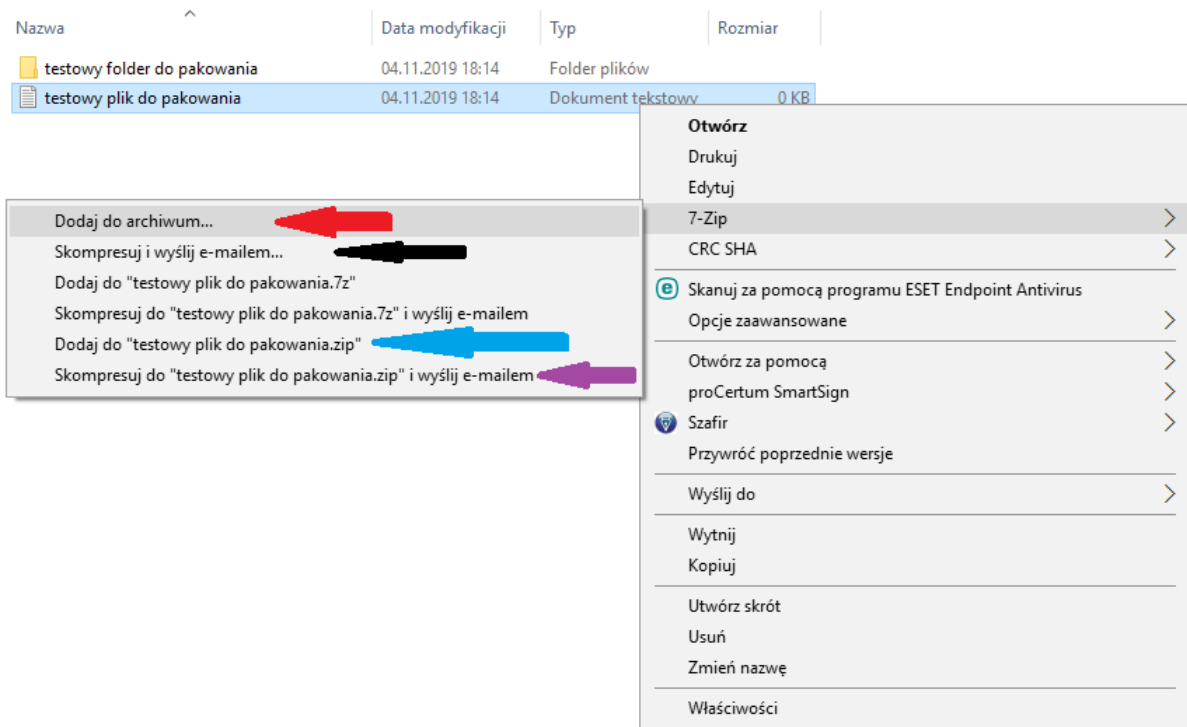 Nazwa Data modyfikacji Typ Rozmiar
testowy folder do pakowania 04.11.2019 18:14 Folder plików
testowy plik do pakowania 04.11.2019 18:14 Dokument tekstowy 0 KB
Otwórz
Drukuj
Edytuj
7-Zip
CRC SHA
Skanuj za pomocą programu ESET Endpoint Antivirus
Opcje zaawansowane
Otwórz za pomocą
proCertum SmartSign
Szafir
Przywróć poprzednie wersje
Wyślij do
Wytnij
Kopiuj
Utwórz skrót
Usuń
Zmień nazwę
Właściwości
Dodaj do archiwum...
Skompresuj i wyślij e-mailem...
Dodaj do "testowy plik do pakowania.7z"
Skompresuj do "testowy plik do pakowania.7z" i wyślij e-mailem
Dodaj do "testowy plik do pakowania.zip"
Skompresuj do "testowy plik do pakowania.zip" i wyślij e-mailem